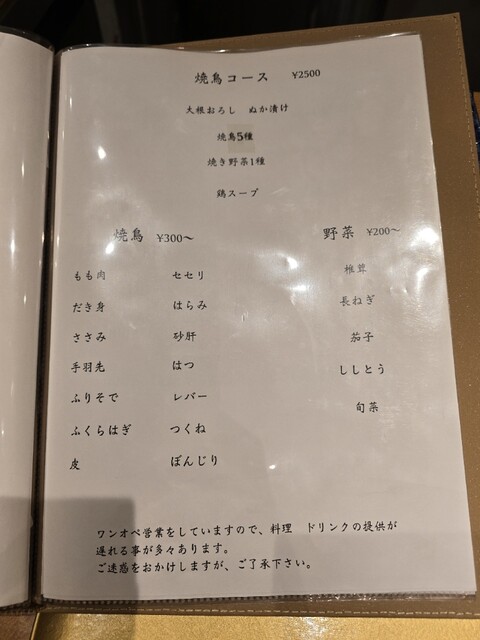 焼鳥コース ¥2500
大根おろし ぬか漬け
焼鳥5種
焼き野菜1種
鶏スープ
焼鳥 ¥300～
野菜 ¥200～
もも肉 セセリ
だき身 はらみ
ささみ 砂肝
手羽先 はつ
ふりそで レバー
ふくらはぎ つくね
皮 ぼんじり
椎茸
長ねぎ
茄子
ししとう
旬菜
ワンオペ営業をしていますので、料理 ドリンクの提供が
遅れる事が多々あります。
ご迷惑をおかけしますが、ご了承下さい。